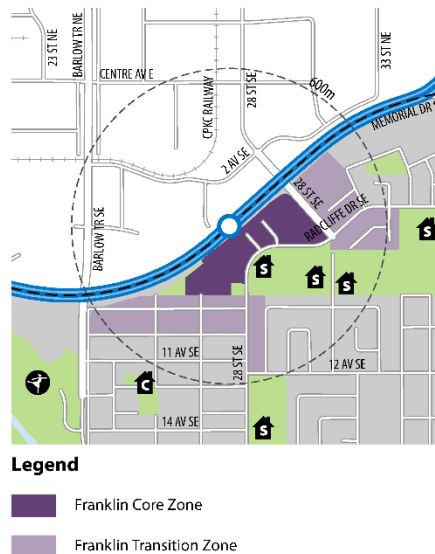 23 ST NE
BARLOW TR NE
CENTRE AV E
CPKC RAILWAY
28 ST SE
600m
33 ST SE
MEMORIAL DR
2 AV SE
28 ST SE
RADCLIFFE DR SE
BARLOW TR SE
S
S
S
S
11 AV SE
28 ST SE
12 AV SE
C
14 AV SE
S
Legend
Franklin Core Zone
Franklin Transition Zone